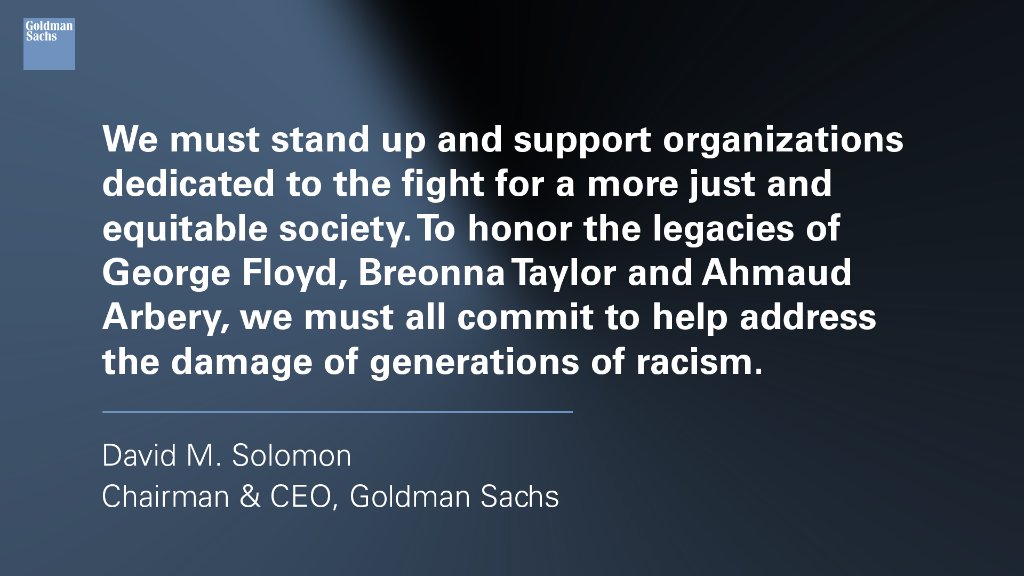 Goldman
Sachs
We must stand up and support organizations
dedicated to the fight for a more just and
equitable society. To honor the legacies of
George Floyd, Breonna Taylor and Ahmaud
Arbery, we must all commit to help address
the damage of generations of racism.
David M. Solomon
Chairman & CEO, Goldman Sachs